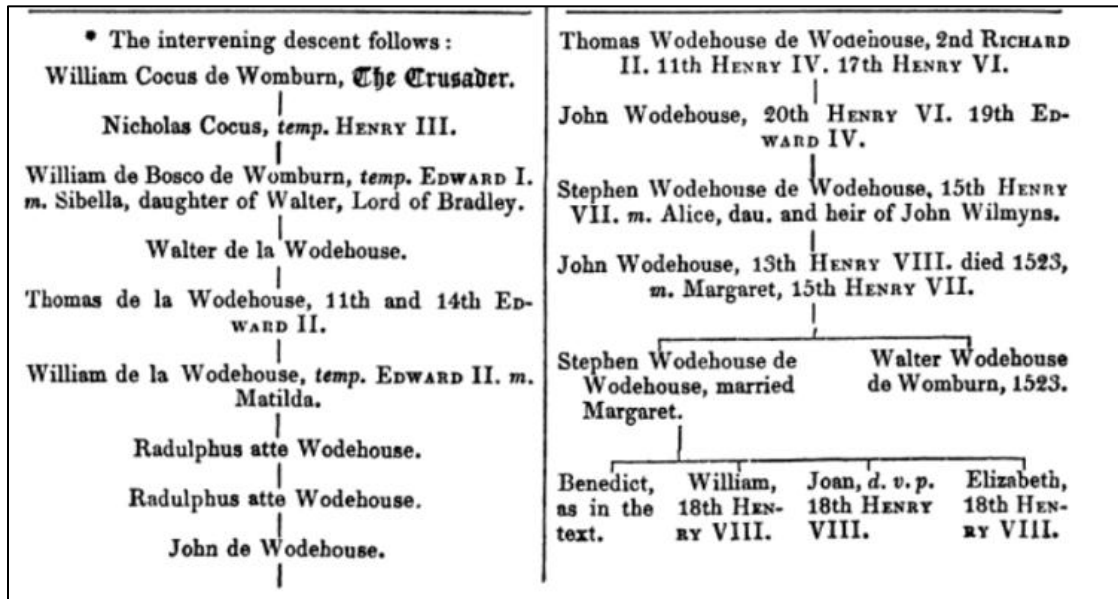 * The intervening descent follows :
William Cocus de Womburn, The Crusader.
Nicholas Cocus, temp. HENRY III.
William de Bosco de Womburn, temp. EDWARD I.
m. Sibella, daughter of Walter, Lord of Bradley.
Walter de la Wodehouse.
Thomas de la Wodehouse, 11th and 14th ED-
WARD II.
William de la Wodehouse, temp. EDWARD II. m.
Matilda.
Radulphus atte Wodehouse.
Radulphus atte Wodehouse.
John de Wodehouse.
Thomas Wodehouse de Wodehouse, 2nd RICHARD
II. 11th HENRY IV. 17th HENRY VI.
John Wodehouse, 20th HENRY VI. 19th ED-
WARD IV.
Stephen Wodehouse de Wodehouse, 15th HENRY
VII. m. Alice, dau. and heir of John Wilmyns.
John Wodehouse, 13th HENRY VIII. died 1523,
m. Margaret, 15th HENRY VII.
Stephen Wodehouse de
Wodehouse, married
Margaret.
Walter Wodehouse
de Womburn, 1523.
Benedict,
as in the
text.
William,
18th HEN-
RY VIII.
Joan, d. v. p.
18th HENRY
VIII.
Elizabeth,
18th HEN-
RY VIII.